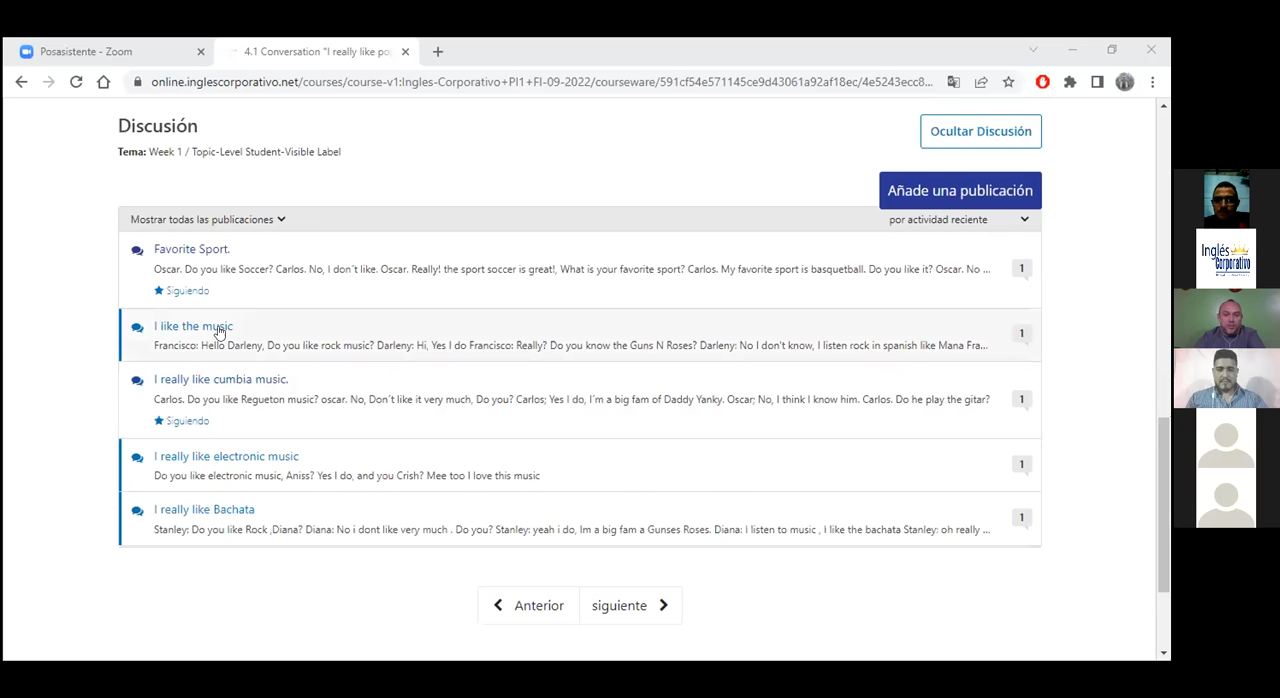 Posasistente - Zoom
4.1 Conversation "I really like po
online.inglescorporativo.net/courses/course-v1:Ingles-Corporativo+PI1+FI-09-2022/courseware/591cf54e571145ce9d43061a92af18ec/4e5243ecc8...
Discusión
Ocultar Discusión
Tema: Week 1 / Topic-Level Student-Visible Label
Añade una publicación
Mostrar todas las publicaciones
por actividad reciente
Favorite Sport.
Oscar. Do you like Soccer? Carlos. No, I don´t like. Oscar. Really! the sport soccer is great!, What is your favorite sport? Carlos. My favorite sport is basquetball. Do you like it? Oscar. No ...
1
Siguiendo
I like the music
Francisco: Hello Darleny, Do you like rock music? Darleny: Hi, Yes I do Francisco: Really? Do you know the Guns N Roses? Darleny: No I don't know, I listen rock in spanish like Mana Fra...
1
I really like cumbia music.
Carlos. Do you like Regueton music? oscar. No, Don´t like it very much, Do you? Carlos; Yes I do, I´m a big fam of Daddy Yanky. Oscar; No, I think I know him. Carlos. Do he play the gitar?
1
Siguiendo
I really like electronic music
Do you like electronic music, Aniss? Yes I do, and you Crish? Mee too I love this music
1
I really like Bachata
Stanley: Do you like Rock ,Diana? Diana: No i dont like very much . Do you? Stanley: yeah i do, Im a big fam a Gunses Roses. Diana: I listen to music , I like the bachata Stanley: oh really ...
1
Anterior
siguiente
Inglés
Corporativo